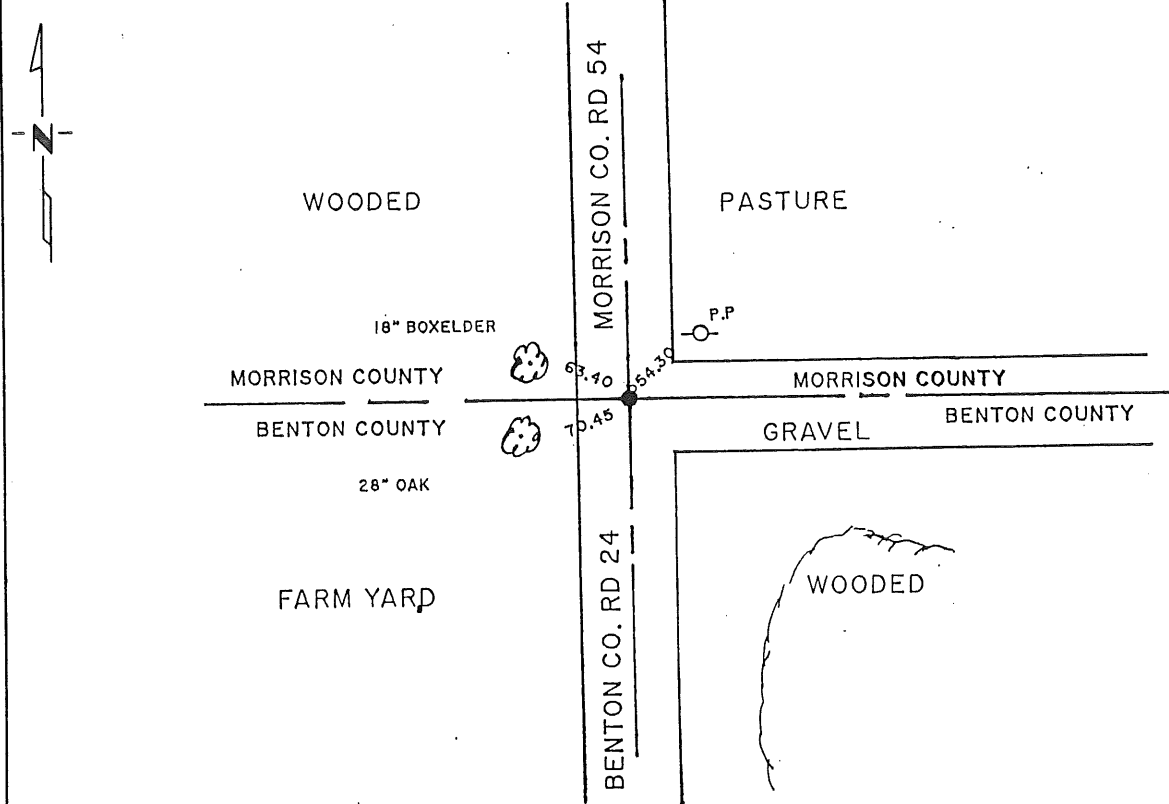 N
MORRISON CO. RD 54
WOODED
PASTURE
P.P
18" BOXELDER
63.40
54.30
MORRISON COUNTY
MORRISON COUNTY
BENTON COUNTY
BENTON COUNTY
70.45
GRAVEL
28" OAK
BENTON CO. RD 24
WOODED
FARM YARD